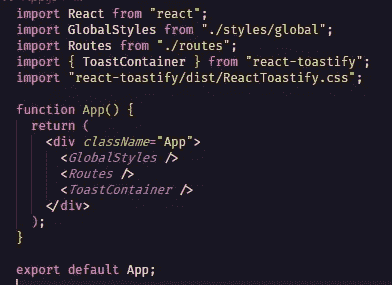 import React from "react";
import GlobalStyles from "./styles/global";
import Routes from "./routes";
import { ToastContainer } from "react-toastify";
import "react-toastify/dist/ReactToastify.css";

function App() {
  return (
    <div className="App">
      <GlobalStyles />
      <Routes />
      <ToastContainer />
    </div>
  );
}

export default App;